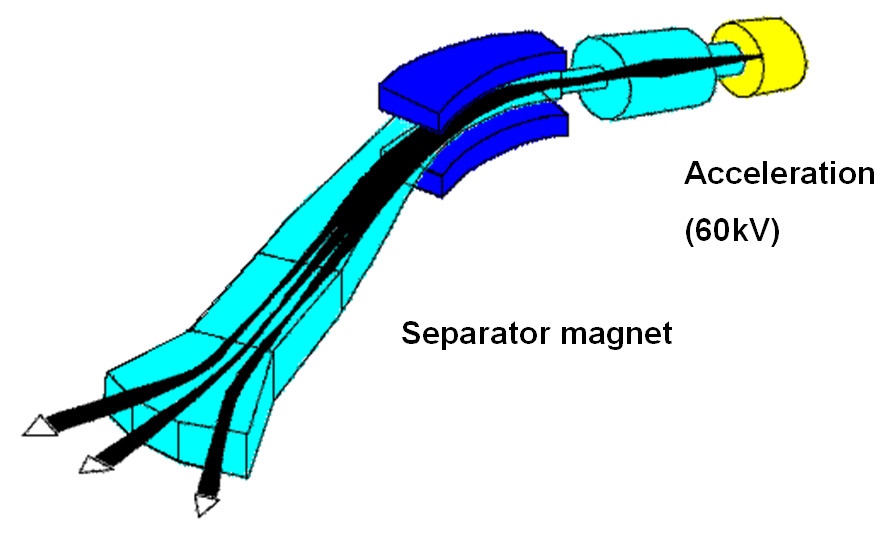 Acceleration
(60kV)
Separator magnet